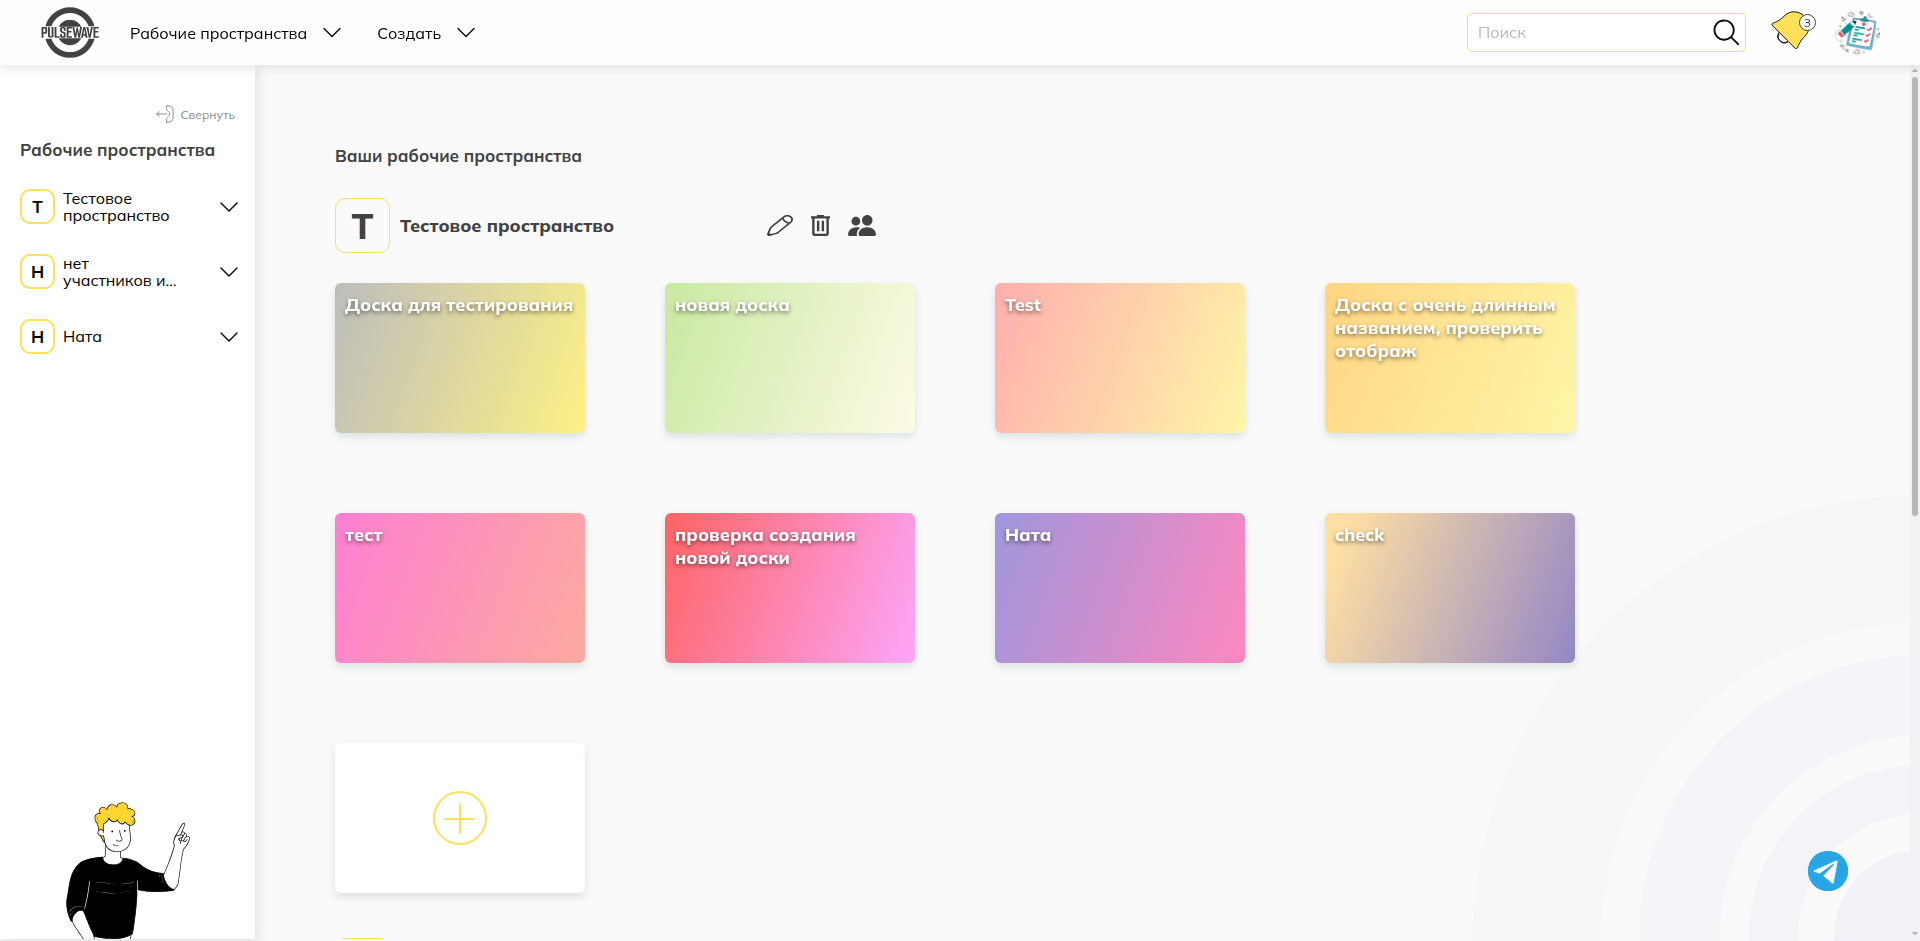 PULSEWAVE
Рабочие пространства
Создать
Поиск
3
Свернуть
Рабочие пространства
Т
Тестовое
пространство
Н
нет
участников и...
Н
Ната
Ваши рабочие пространства
Т
Тестовое пространство
Доска для тестирования
новая доска
Test
Доска с очень длинным
названием, проверить
отображ
тест
проверка создания
новой доски
Ната
check